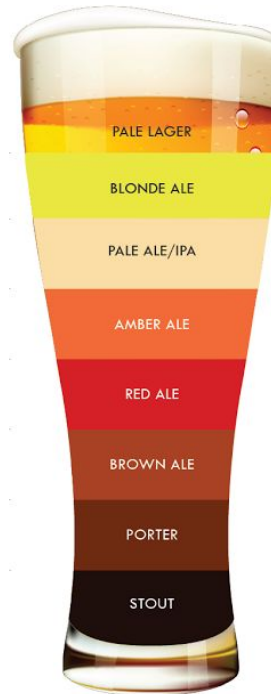 PALE LAGER
BLONDE ALE
PALE ALE/IPA
AMBER ALE
RED ALE
BROWN ALE
PORTER
STOUT